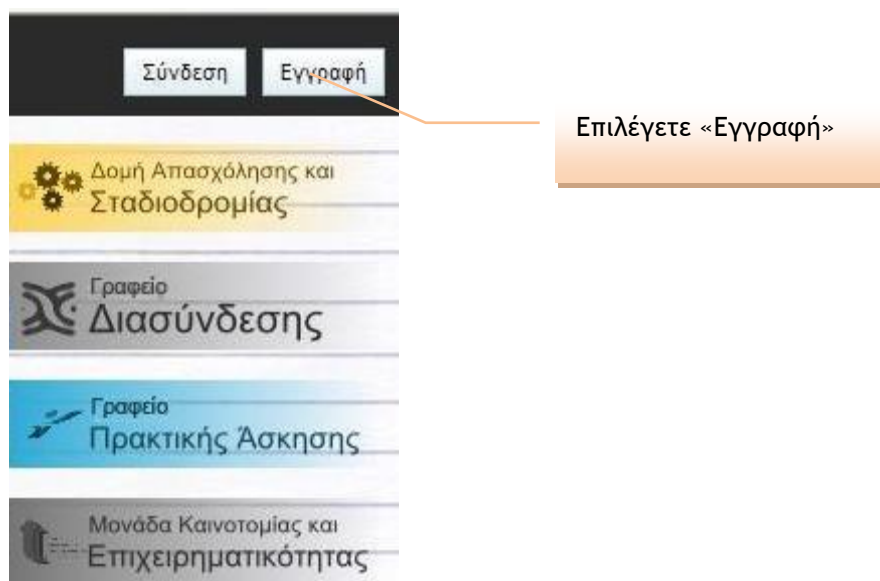 Σύνδεση Εγγραφή
Επιλέγετε «Εγγραφή»
Δομή Απασχόλησης και
Σταδιοδρομίας
Γραφείο
Διασύνδεσης
Γραφείο
Πρακτικής Άσκησης
Μονάδα Καινοτομίας και
Επιχειρηματικότητας